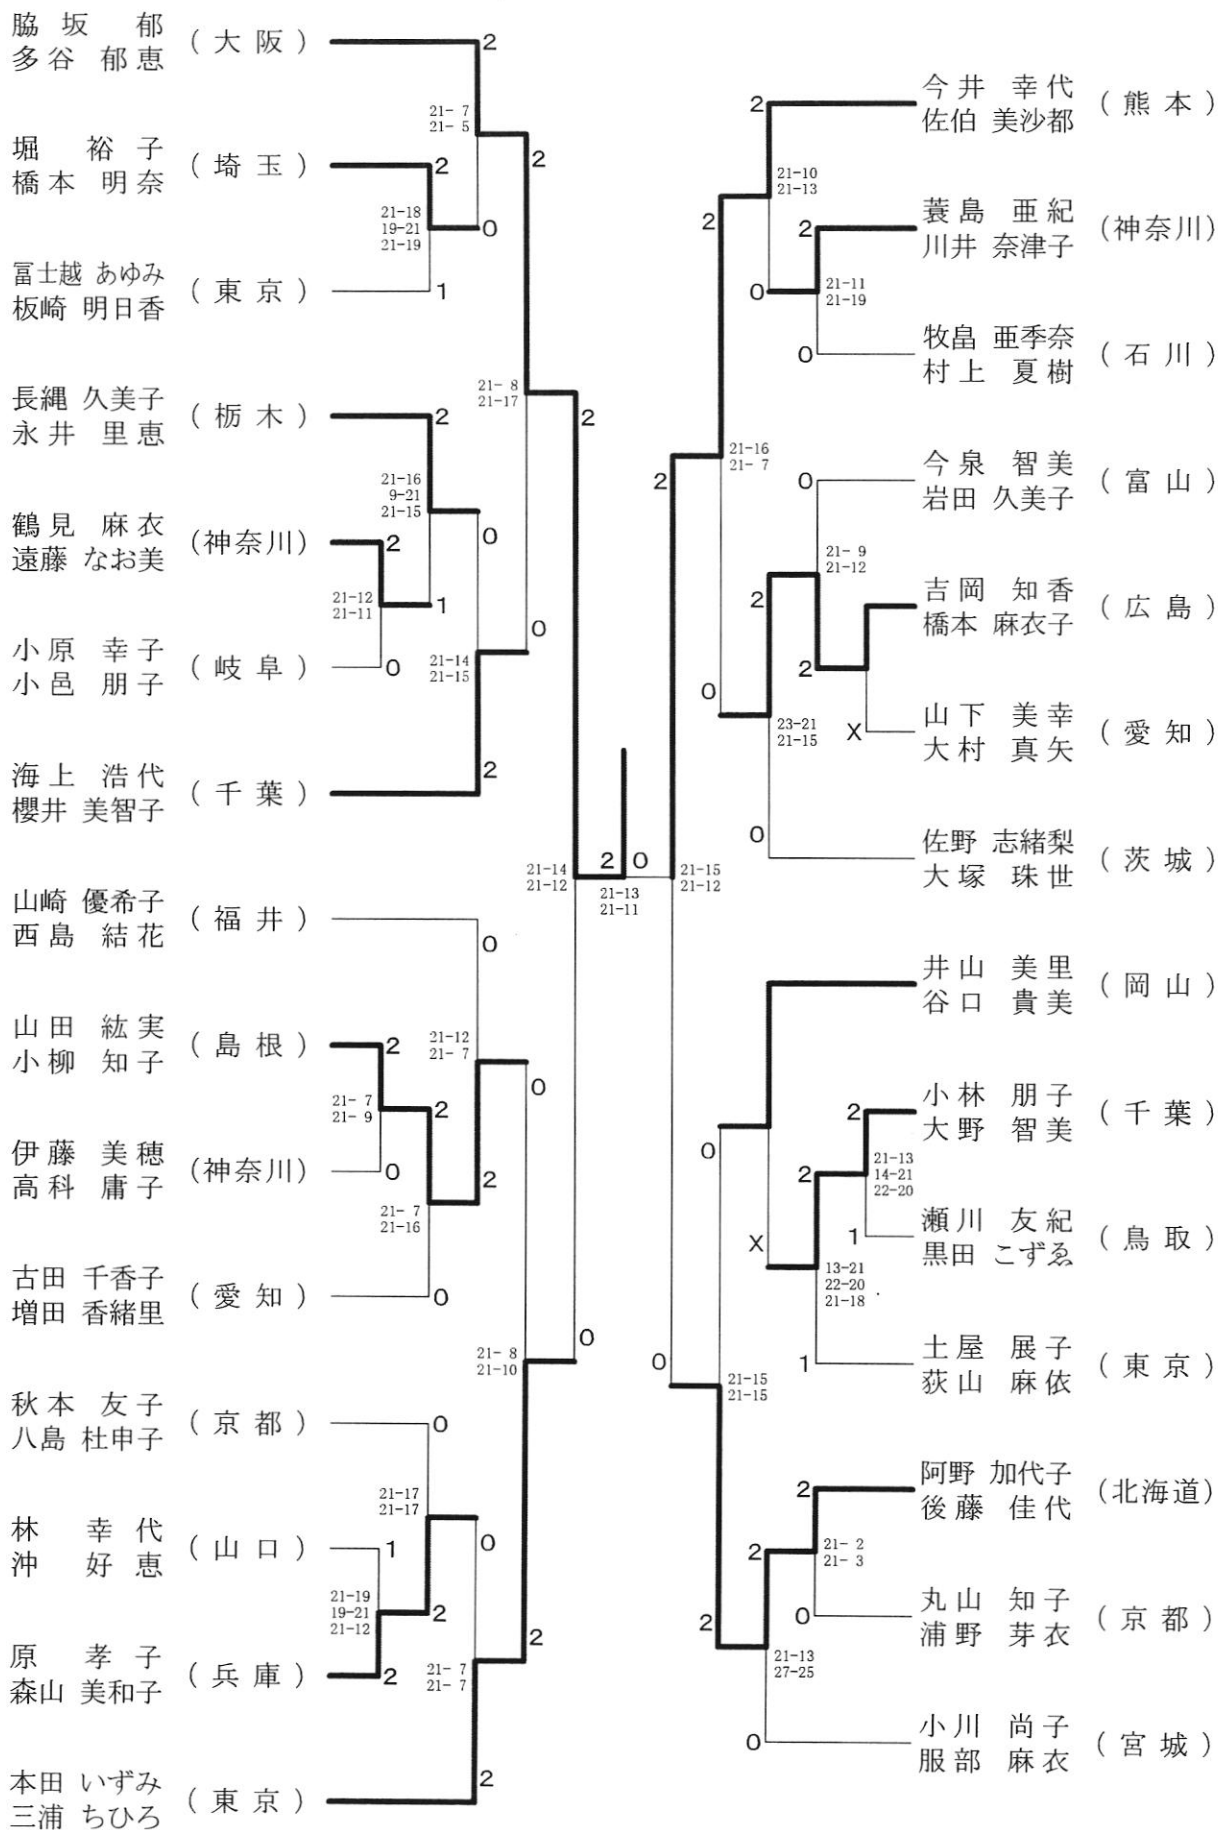 脇坂 郁
多谷 郁恵
(大阪)
2
21- 7
21- 5
2
堀 裕子
橋本 明奈
(埼玉)
2
21-18
19-21
21-19
0
冨士越 あゆみ
板崎 明日香
(東京)
1
長縄 久美子
永井 里恵
(栃木)
2
21- 8
21-17
2
21-16
9-21
21-15
0
鶴見 麻衣
遠藤 なお美
(神奈川)
2
21-12
21-11
1
小原 幸子
小邑 朋子
(岐阜)
0
21-14
21-15
0
海上 浩代
櫻井 美智子
(千葉)
2
21-14
21-12
2
0
21-13
21-11
山崎 優希子
西島 結花
(福井)
0
山田 紘実
小柳 知子
(島根)
2
21-12
21- 7
0
21- 7
21- 9
2
伊藤 美穂
高科 庸子
(神奈川)
0
2
21- 7
21-16
古田 千香子
増田 香緒里
(愛知)
0
21- 8
21-10
0
秋本 友子
八島 杜申子
(京都)
0
21-17
21-17
0
林 幸代
沖 好恵
(山口)
1
21-19
19-21
21-12
2
原 孝子
森山 美和子
(兵庫)
2
21- 7
21- 7
2
本田 いずみ
三浦 ちひろ
(東京)
2
今井 幸代
佐伯 美沙都
(熊本)
2
21-10
21-13
2
蓑島 亜紀
川井 奈津子
(神奈川)
2
0
21-11
21-19
牧畠 亜季奈
村上 夏樹
(石川)
0
21-16
21- 7
2
今泉 智美
岩田 久美子
(富山)
0
21- 9
21-12
2
吉岡 知香
橋本 麻衣子
(広島)
2
0
23-21
21-15
山下 美幸
大村 真矢
(愛知)
X
佐野 志緒梨
大塚 珠世
(茨城)
0
21-15
21-12
井山 美里
谷口 貴美
(岡山)
0
小林 朋子
大野 智美
(千葉)
2
21-13
14-21
22-20
2
瀬川 友紀
黒田 こずゑ
(鳥取)
1
X
13-21
22-20
21-18
土屋 展子
荻山 麻依
(東京)
1
0
21-15
21-15
阿野 加代子
後藤 佳代
(北海道)
2
21- 2
21- 3
2
丸山 知子
浦野 芽衣
(京都)
0
2
21-13
27-25
小川 尚子
服部 麻衣
(宮城)
0